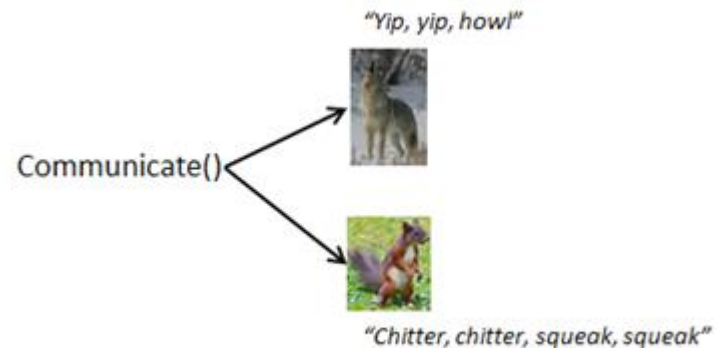 “Yip, yip, howl”
Communicate()
“Chitter, chitter, squeak, squeak”